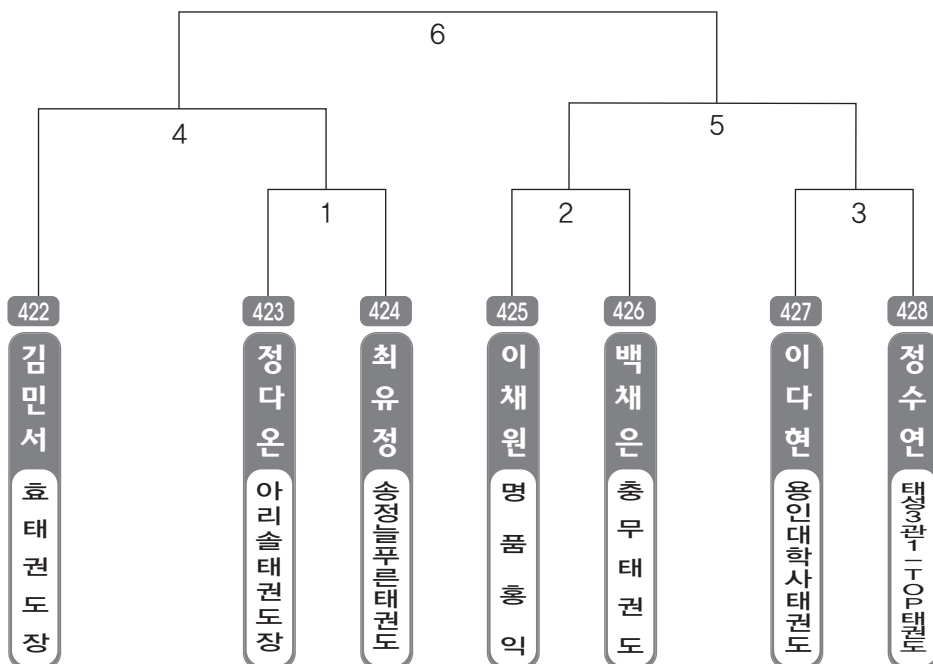 6
4
5
1
2
3
422
423
424
425
426
427
428
김민서
정다온
최유정
이채원
백채은
이다현
정수연
효태권도장
아리솔태권도장
송정늘푸른태권도
명품홍익
충무태권도
용인대학사태권도
태성3관1-TOP태권도